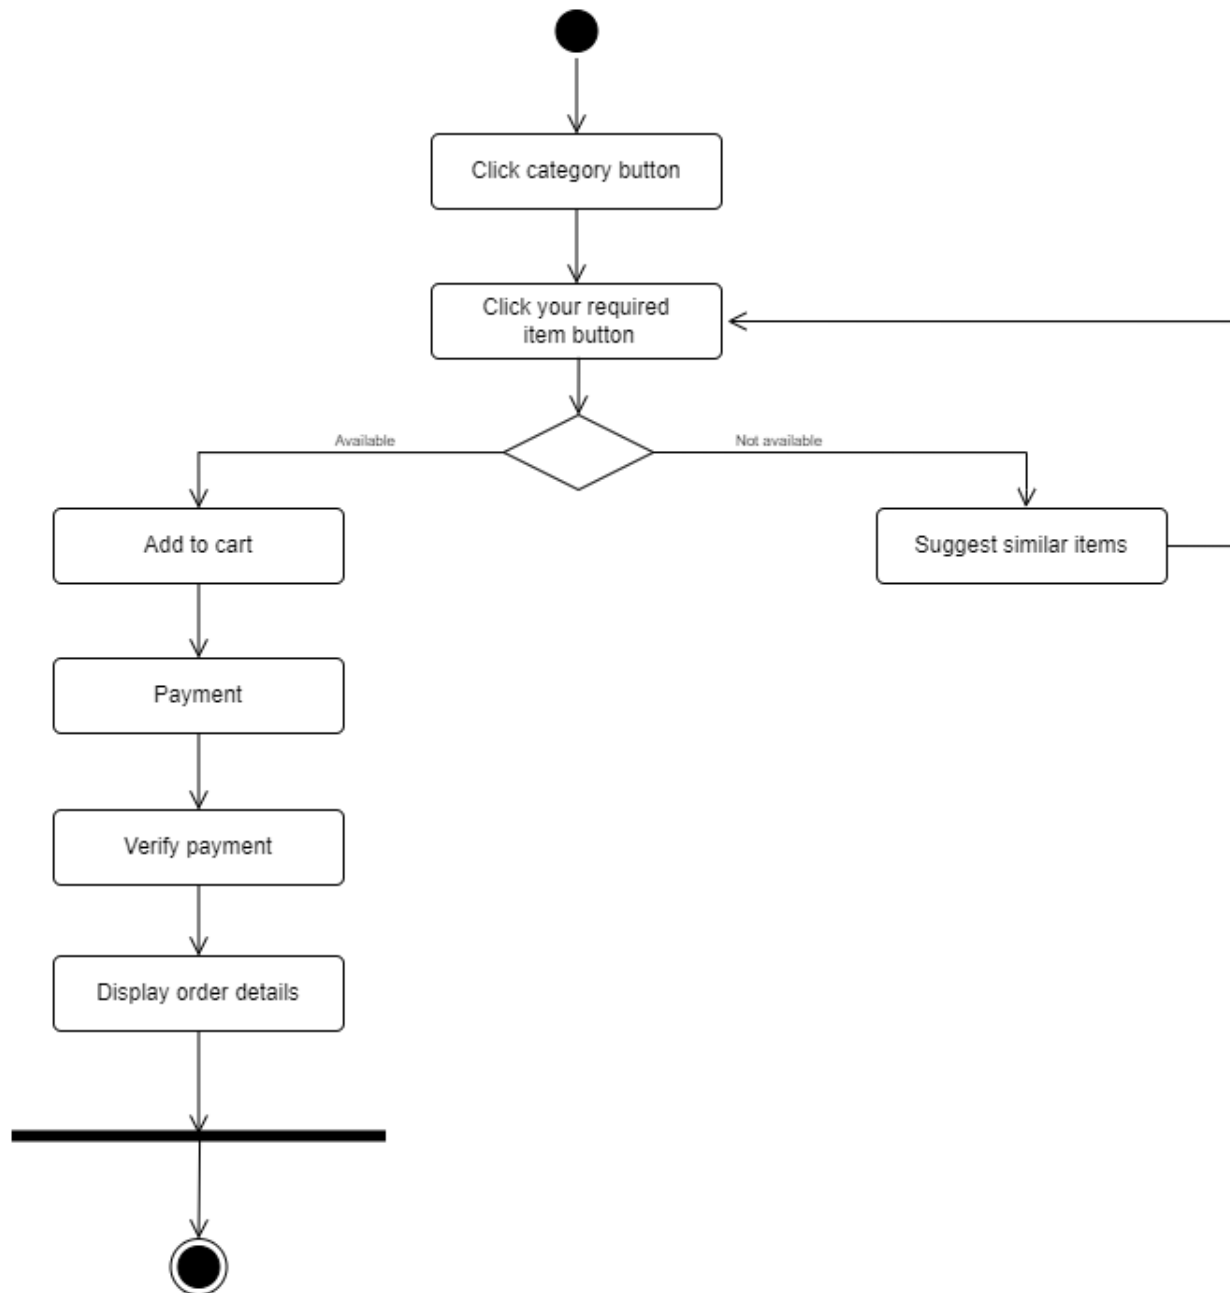 Click category button
Click your required
item button
Available
Not available
Add to cart
Suggest similar items
Payment
Verify payment
Display order details